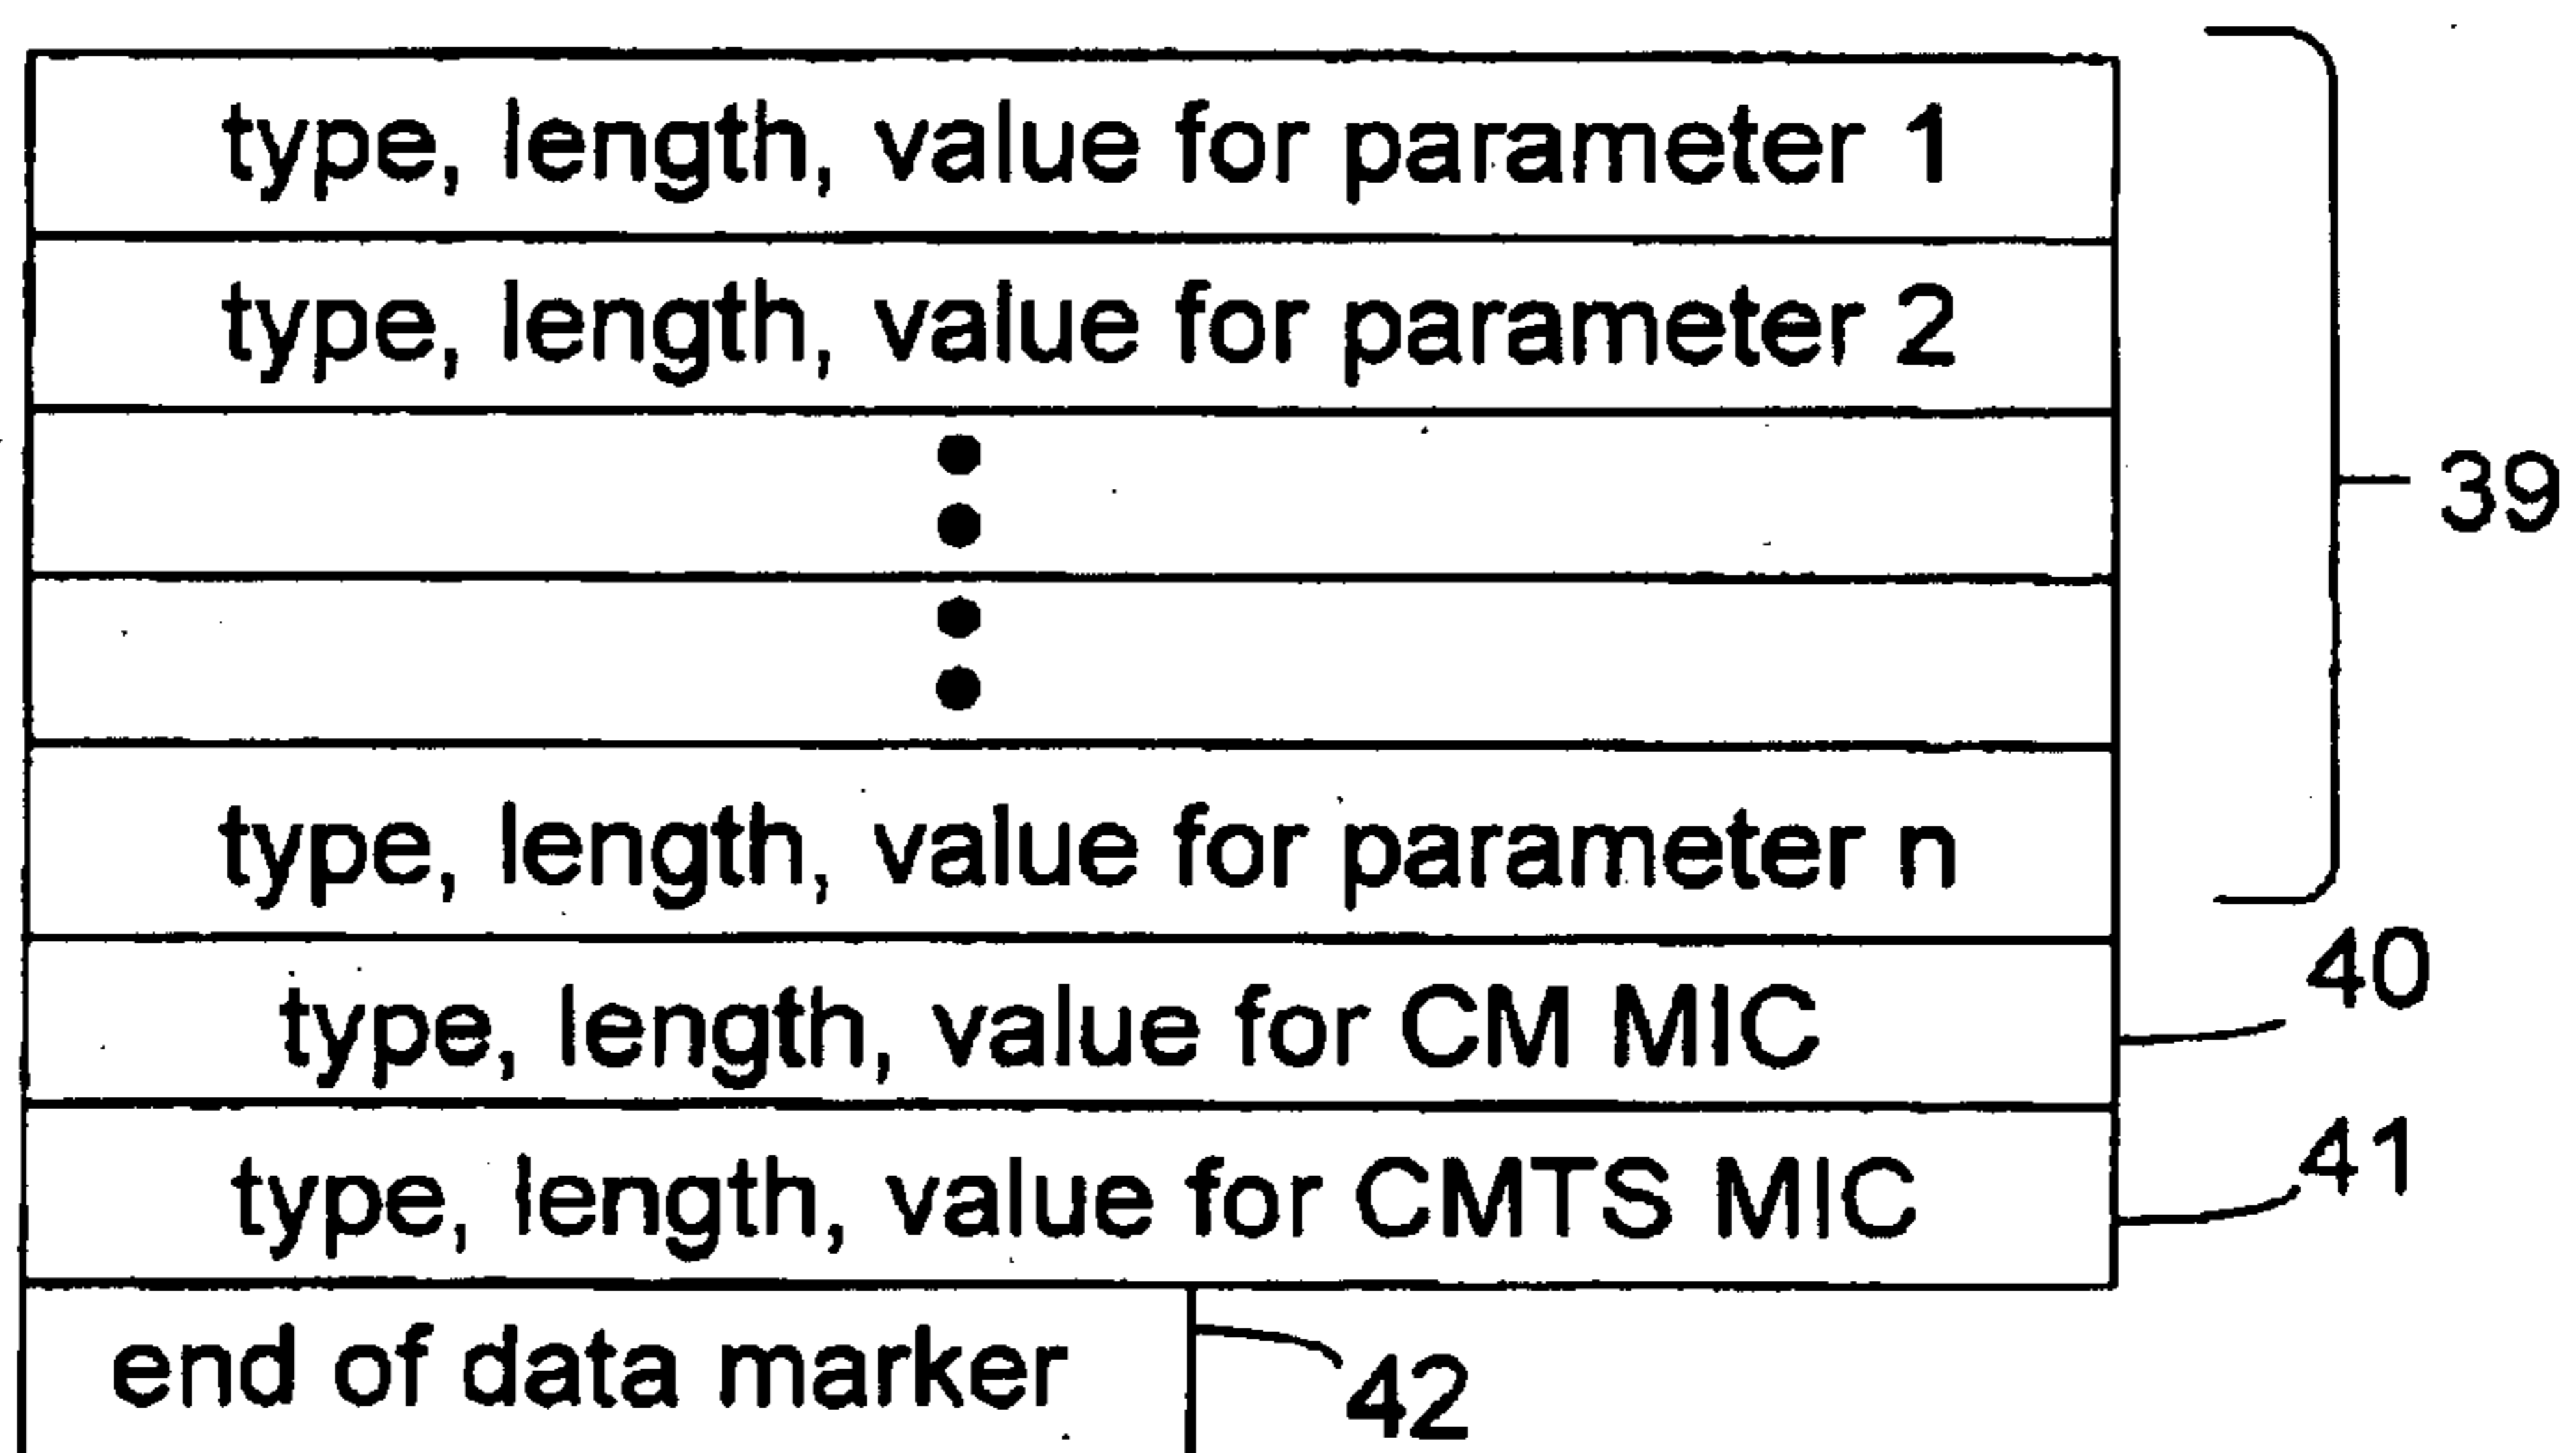 type, length, value for parameter 1
type, length, value for parameter 2
39
type, length, value for parameter n
type, length, value for CM MIC
40
type, length, value for CMTS MIC
41
end of data marker
42